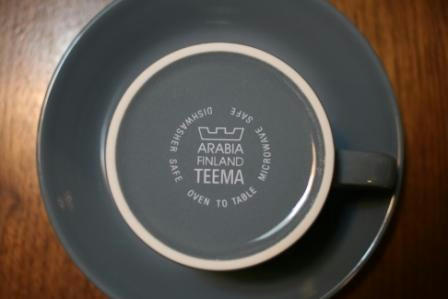 ARABIA
FINLAND
TEEMA
DISHWASHER SAFE
OVEN TO TABLE
MICROWAVE SAFE